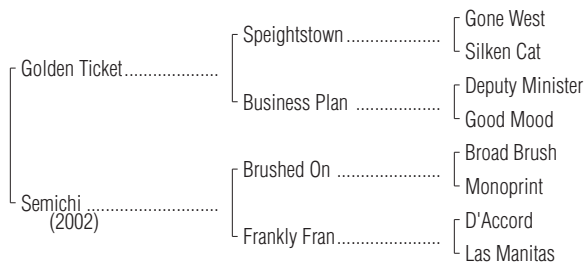 Gone West
Speightstown
Silken Cat
Golden Ticket
Deputy Minister
Business Plan
Good Mood
Broad Brush
Brushed On
Monoprint
Semichi
(2002)
D'Accord
Frankly Fran
Las Manitas